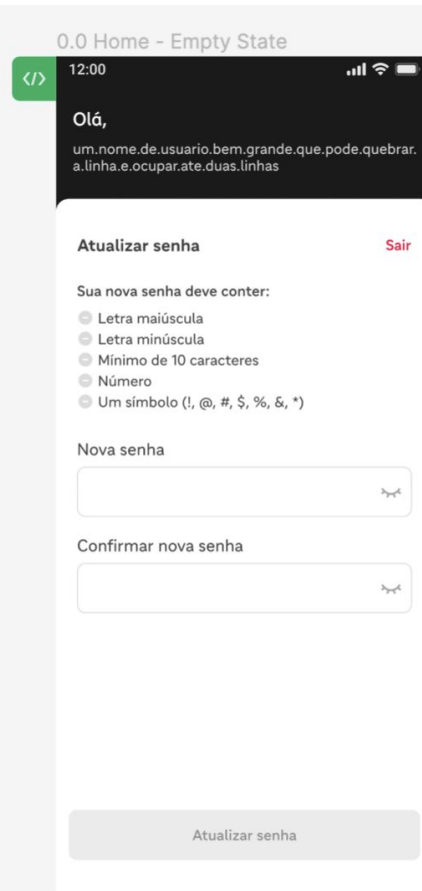 0.0 Home - Empty State
</>
12:00
Olá,
um.nome.de.usuario.bem.grande.que.pode.quebrar.
a.linha.e.ocupar.ate.duas.linhas
Atualizar senha Sair
Sua nova senha deve conter:
Letra maiúscula
Letra minúscula
Mínimo de 10 caracteres
Número
Um símbolo (!, @, #, $, %, &, *)
Nova senha
Confirmar nova senha
Atualizar senha